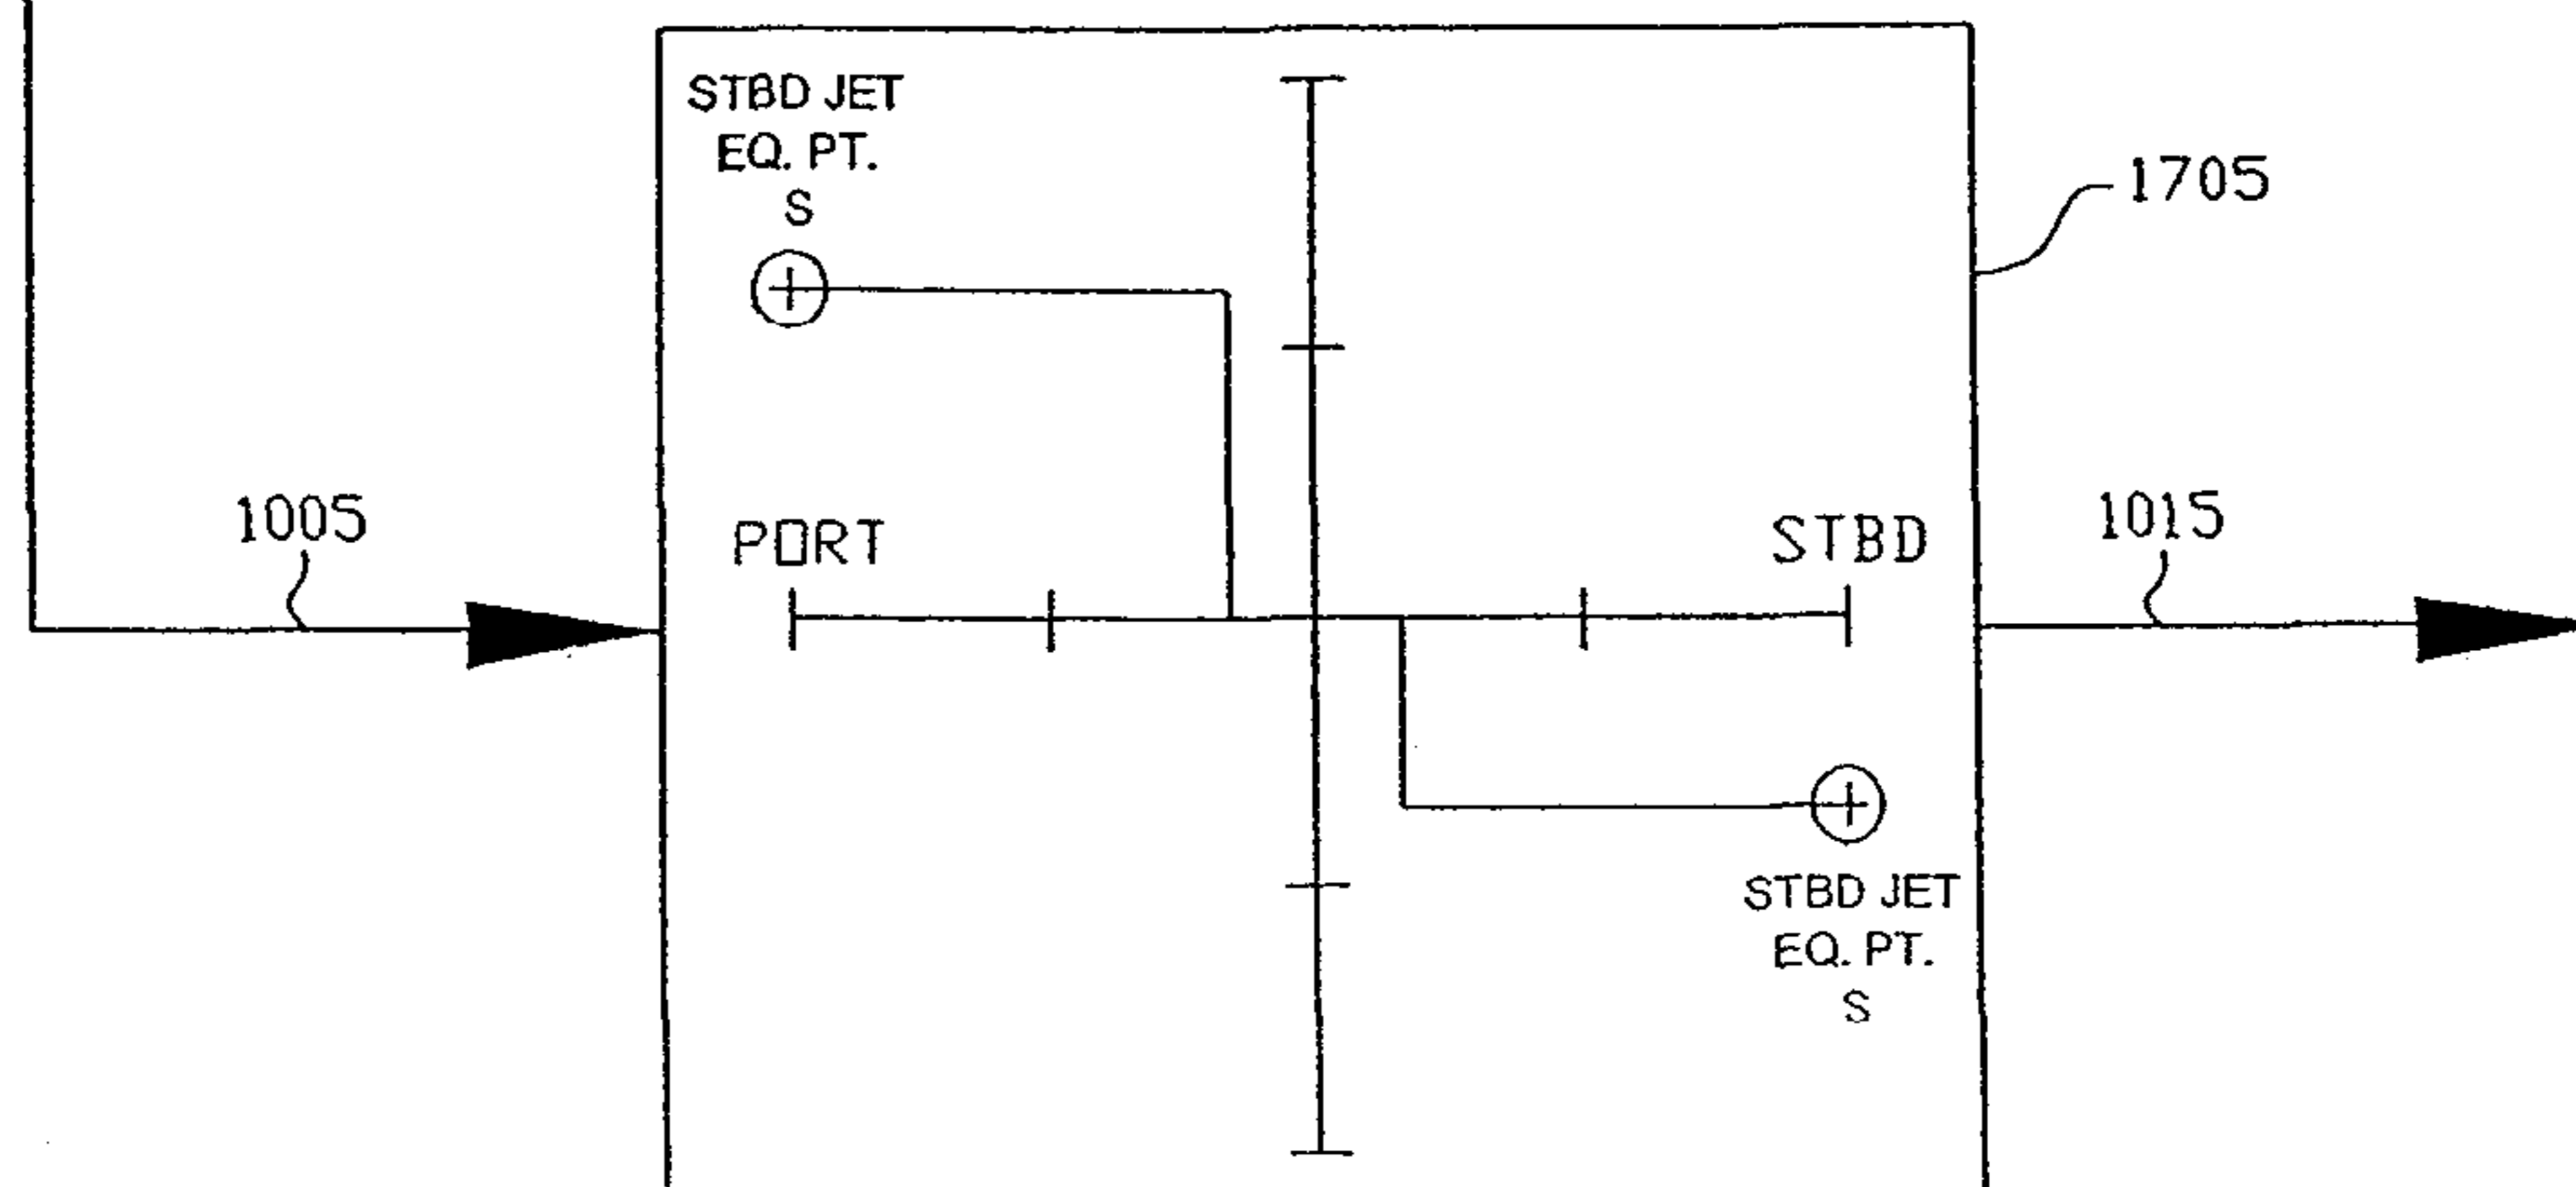 STBD JET
EQ. PT.
S
1705
1005
PORT
STBD
1015
STBD JET
EQ. PT.
S